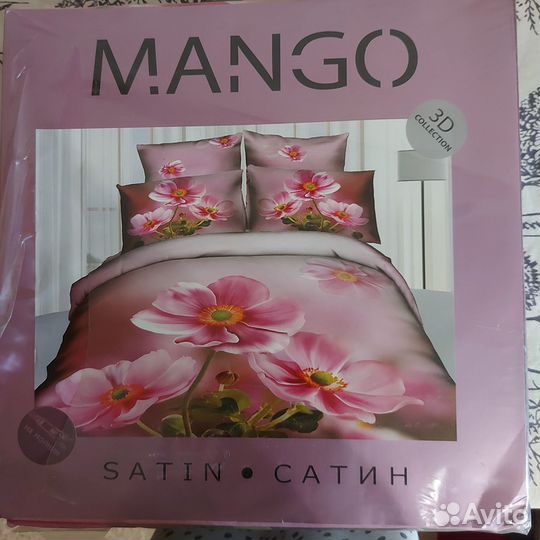 MANGO
3D
COLLECTION
SATIN • САТИН
Avito